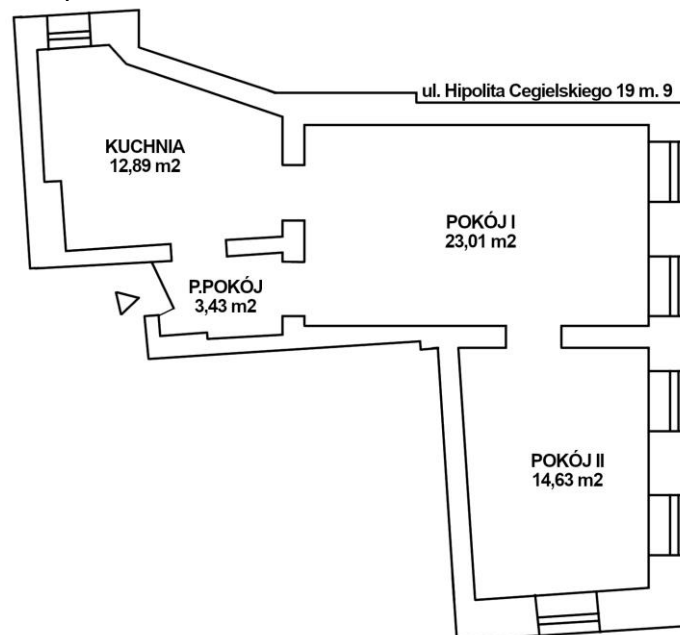 ul. Hipolita Cegielskiego 19 m. 9
KUCHNIA
12,89 m2
POKÓJ I
23,01 m2
P.POKÓJ
3,43 m2
POKÓJ II
14,63 m2